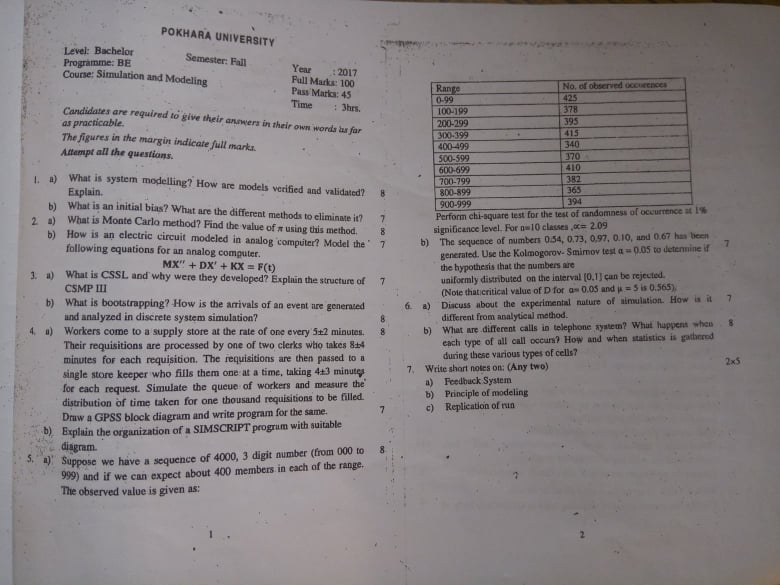 POKHARA UNIVERSITY
Level: Bachelor
Semester: Fall
Year : 2017
Programme: BE
Full Marks: 100
Course: Simulation and Modeling
Pass Marks: 45
Time : 3hrs.
Candidates are required to give their answers in their own words as far
as practicable.
The figures in the margin indicate full marks.
Attempt all the questions.
1. a) What is system modelling? How are models verified and validated? 8
Explain.
b) What is an initial bias? What are the different methods to eliminate it? 7
2. a) What is Monte Carlo method? Find the value of π using this method. 8
b) How is an electric circuit modeled in analog computer? Model the 7
following equations for an analog computer.
MX'' + DX' + KX = F(t)
3. a) What is CSSL and why were they developed? Explain the structure of 7
CSMP III
b) What is bootstrapping? How is the arrivals of an event are generated
and analyzed in discrete system simulation? 8
4. a) Workers come to a supply store at the rate of one every 5±2 minutes. 8
Their requisitions are processed by one of two clerks who takes 8±4
minutes for each requisition. The requisitions are then passed to a
single store keeper who fills them one at a time, taking 4±3 minutes
for each request. Simulate the queue of workers and measure the
distribution of time taken for one thousand requisitions to be filled.
Draw a GPSS block diagram and write program for the same. 7
b) Explain the organization of a SIMSCRIPT program with suitable
diagram.
5. a) Suppose we have a sequence of 4000, 3 digit number (from 000 to 8
999) and if we can expect about 400 members in each of the range.
The observed value is given as:
1
Range No. of observed occurences
0-99 425
100-199 378
200-299 395
300-399 415
400-499 340
500-599 370
600-699 410
700-799 382
800-899 365
900-999 394
Perform chi-square test for the test of randomness of occurrence at 1%
significance level. For n=10 classes ,α= 2.09
b) The sequence of numbers 0.54, 0.73, 0.97, 0.10, and 0.67 has been 7
generated. Use the Kolmogorov- Smirnov test α = 0.05 to determine if
the hypothesis that the numbers are
uniformly distributed on the interval [0,1] can be rejected.
(Note that critical value of D for α= 0.05 and μ = 5 is 0.565),
6. a) Discuss about the experimental nature of simulation. How is it 7
different from analytical method.
b) What are different calls in telephone system? What happens when 8
each type of all call occurs? How and when statistics is gathered
during these various types of cells?
7. Write short notes on: (Any two) 2×5
a) Feedback System
b) Principle of modeling
c) Replication of run
2